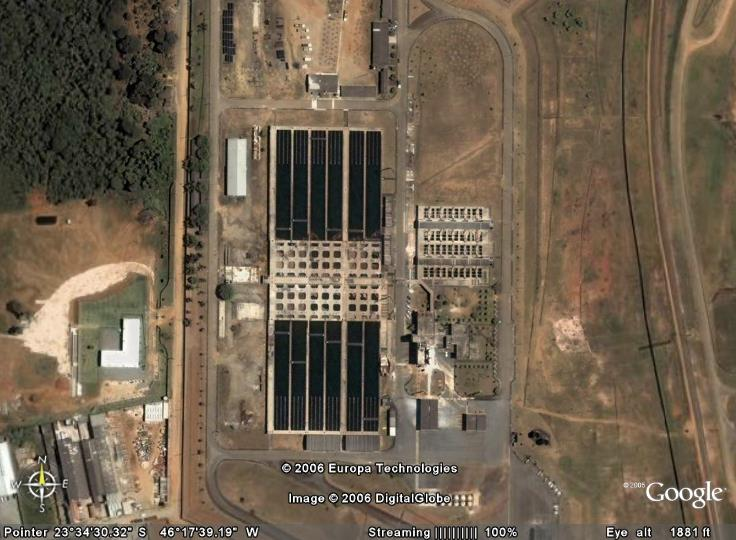 N
W E
S
© 2006 Europa Technologies
Image © 2006 DigitalGlobe
© 2005 Google™
Pointer 23°34'30.32" S 46°17'39.19" W Streaming ||||||||| 100% Eye alt 1881 ft